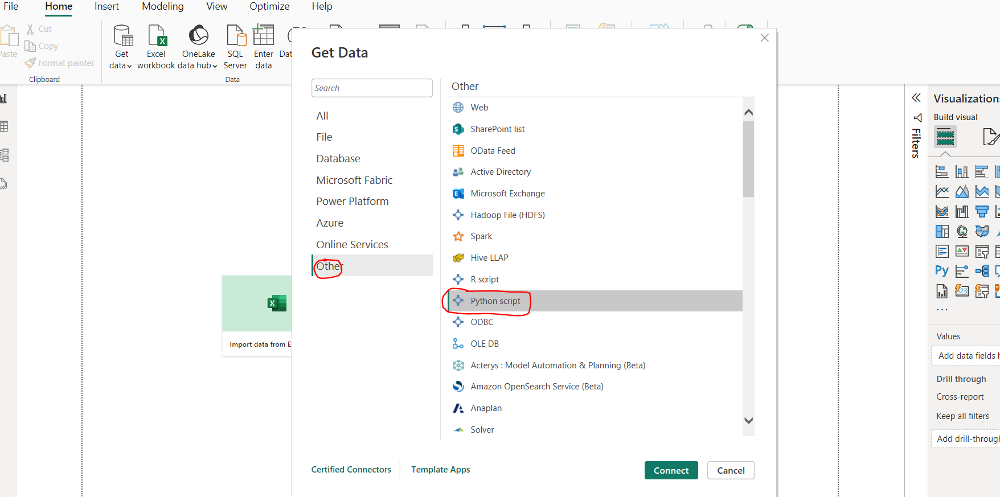 File Home Insert Modeling View Optimize Help
Paste
Cut
Copy
Format painter
Clipboard
Get data
Excel workbook
OneLake data hub
SQL Server
Enter data
Data
Get Data
Search
All
File
Database
Microsoft Fabric
Power Platform
Azure
Online Services
Other
Other
Web
SharePoint list
OData Feed
Active Directory
Microsoft Exchange
Hadoop File (HDFS)
Spark
Hive LLAP
R script
Python script
ODBC
OLE DB
Acterys : Model Automation & Planning (Beta)
Amazon OpenSearch Service (Beta)
Anaplan
Solver
Certified Connectors
Template Apps
Connect
Cancel
Import data from E
Filters
Visualizations
Build visual
Py
123
...
Values
Add data fields h
Drill through
Cross-report
Keep all filters
Add drill-through